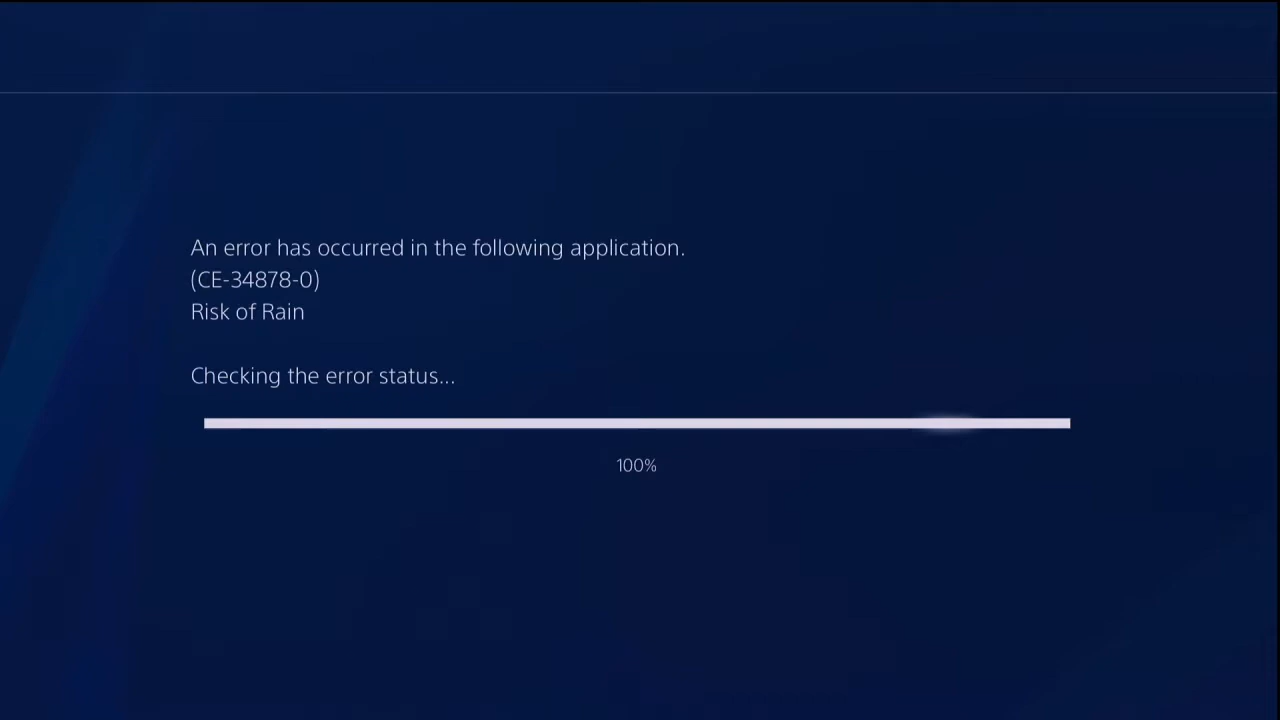 An error has occurred in the following application.
(CE-34878-0)
Risk of Rain
Checking the error status...
100%